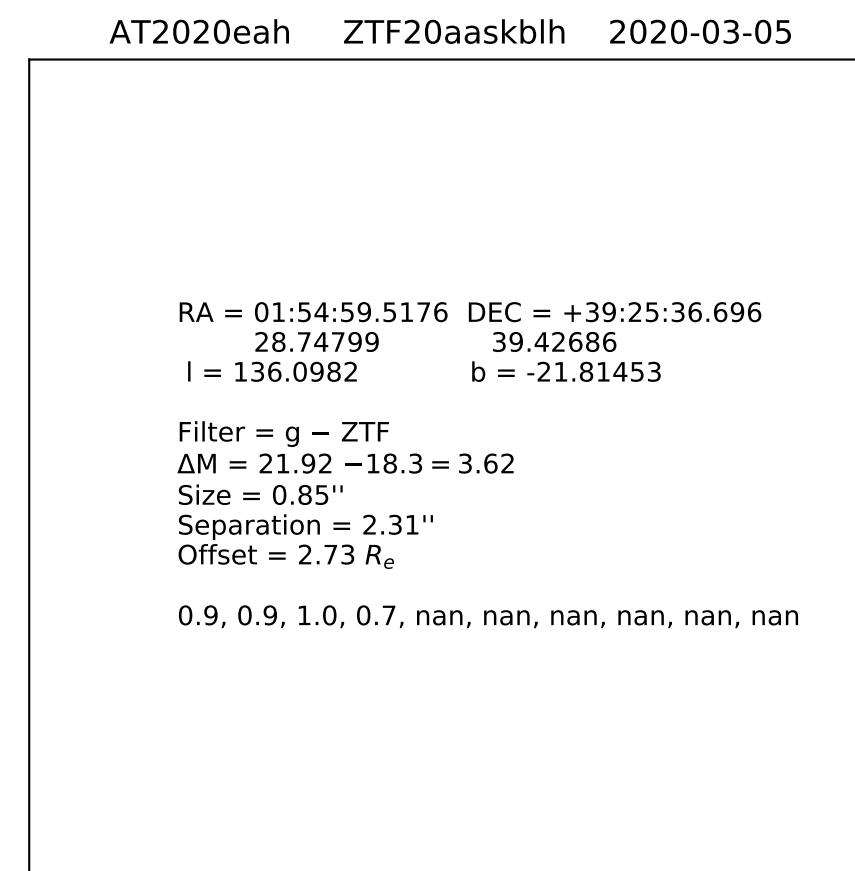 AT2020eah ZTF20aaskblh 2020-03-05
RA = 01:54:59.5176 DEC = +39:25:36.696
28.74799 39.42686
l = 136.0982 b = -21.81453
Filter = g − ZTF
ΔM = 21.92 −18.3 = 3.62
Size = 0.85''
Separation = 2.31''
Offset = 2.73 Re
0.9, 0.9, 1.0, 0.7, nan, nan, nan, nan, nan, nan